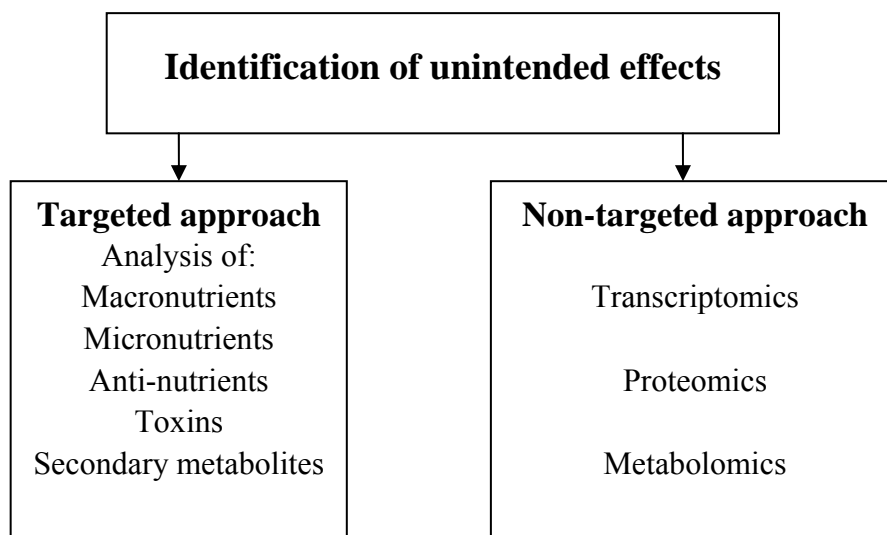 Identification of unintended effects
Targeted approach
Analysis of:
Macronutrients
Micronutrients
Anti-nutrients
Toxins
Secondary metabolites
Non-targeted approach
Transcriptomics
Proteomics
Metabolomics